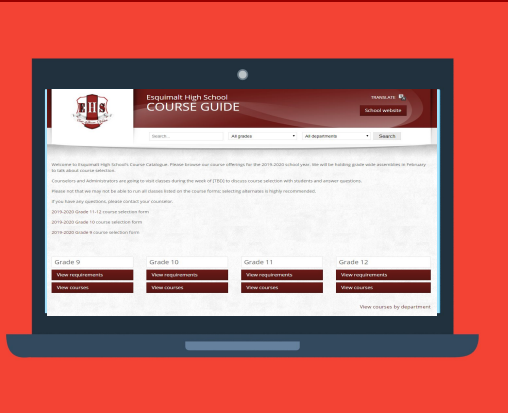 EHS
Esquimalt High School
COURSE GUIDE
TRANSLATE
School website
Search...
All grades
All departments
Search
Welcome to Esquimalt High School's Course Catalogue. Please browse our course offerings for the 2019-2020 school year. We will be holding grade wide assemblies in February
to talk about course selection.
Counselors and Administrators are going to visit classes during the week of [TBD] to discuss course selection with students and answer questions.
Please not that we may not be able to run all classes listed on the course forms; selecting alternates is highly recommended.
If you have any questions, please contact your counselor.
2019-2020 Grade 11-12 course selection form
2019-2020 Grade 10 course selection form
2019-2020 Grade 9 course selection form
Grade 9
Grade 10
Grade 11
Grade 12
View requirements
View requirements
View requirements
View requirements
View courses
View courses
View courses
View courses
View courses by department